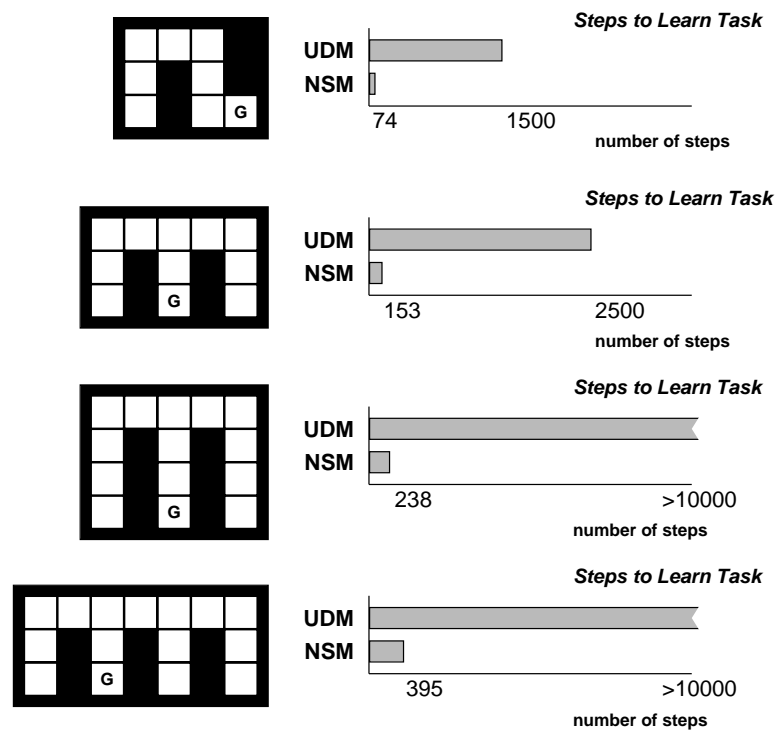 Steps to Learn Task
UDM
NSM
G
74 1500
number of steps
Steps to Learn Task
UDM
NSM
G
153 2500
number of steps
Steps to Learn Task
UDM
NSM
238 >10000
G
number of steps
Steps to Learn Task
UDM
NSM
G
395 >10000
number of steps